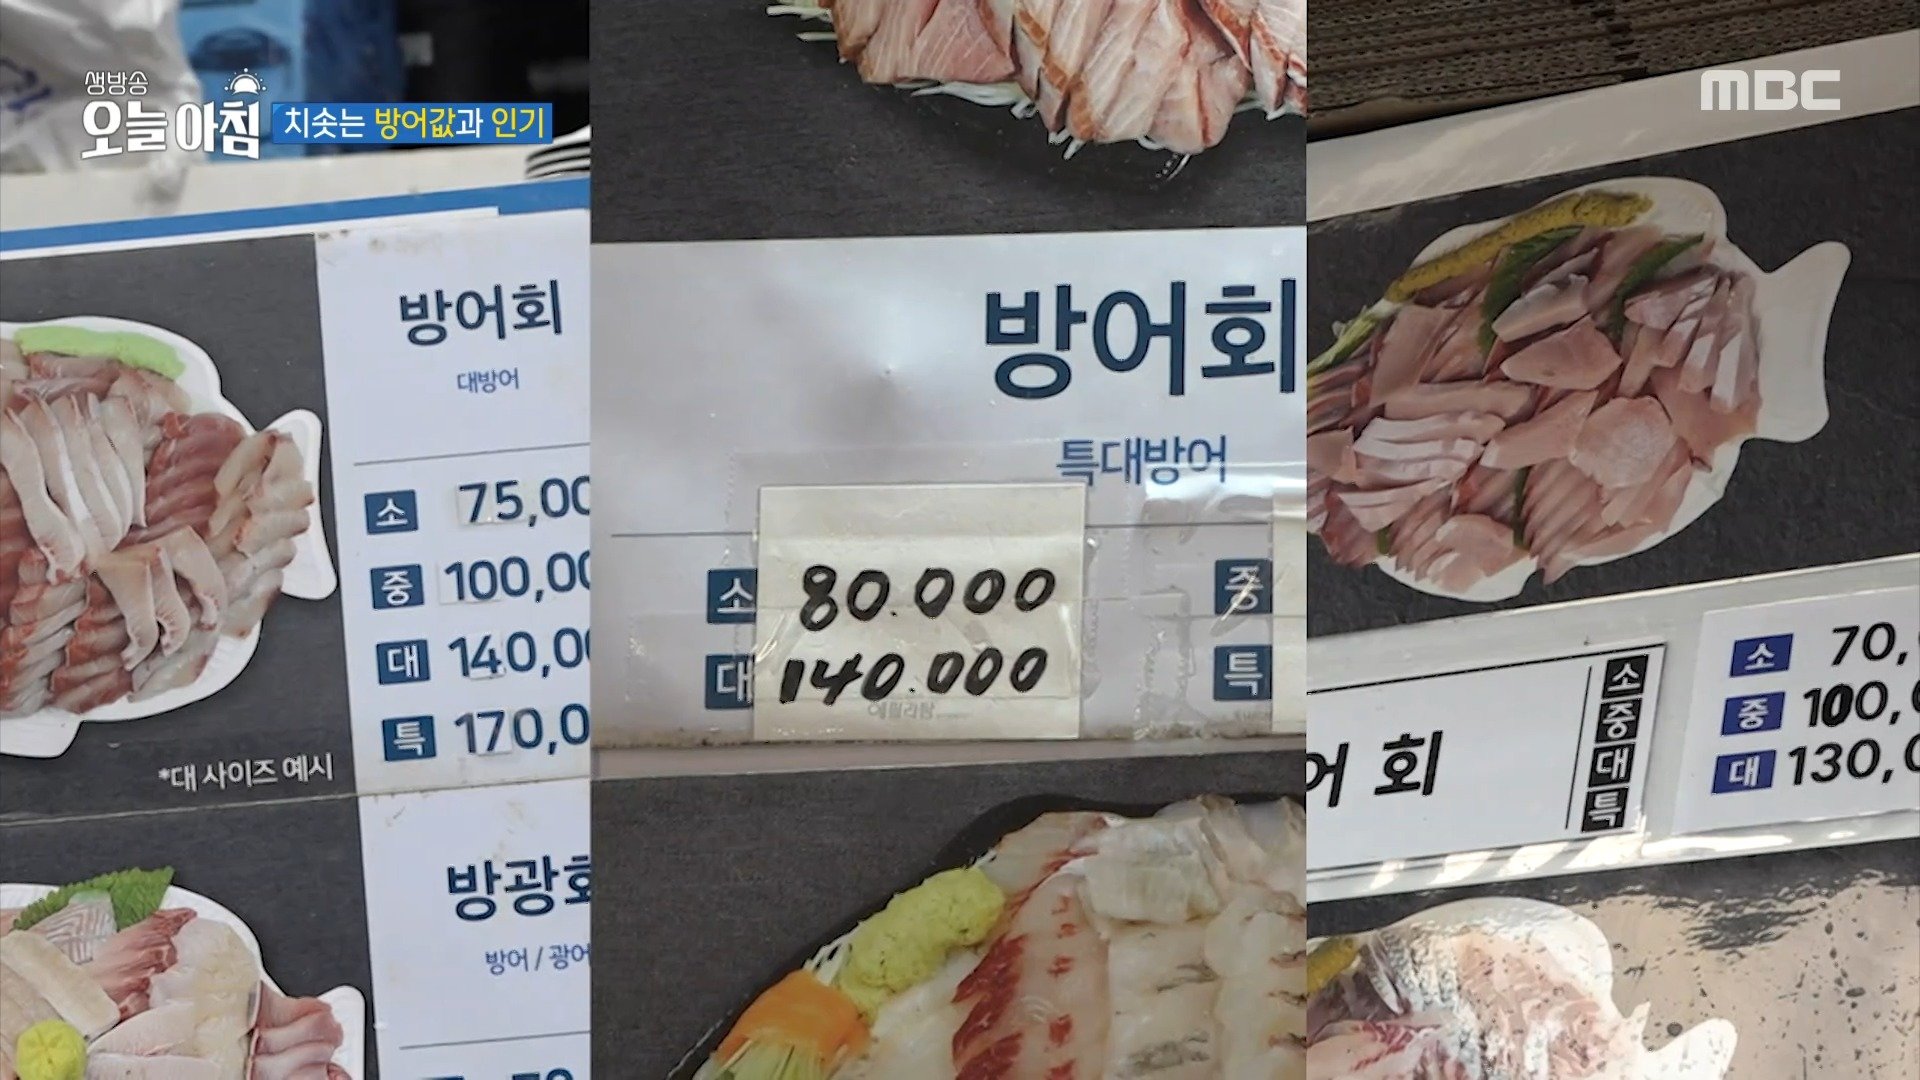 생방송
오늘 아침
치솟는 방어값과 인기
MBC
방어회
대방어
소 75,00
중 100,00
대 140,00
특 170,0
*대 사이즈 예시
방광회
방어 / 광어
방어회
특대방어
소 80.000 중
대 140.000 특
어 회
소
중
대
특
소 70,
중 100,
대 130,0